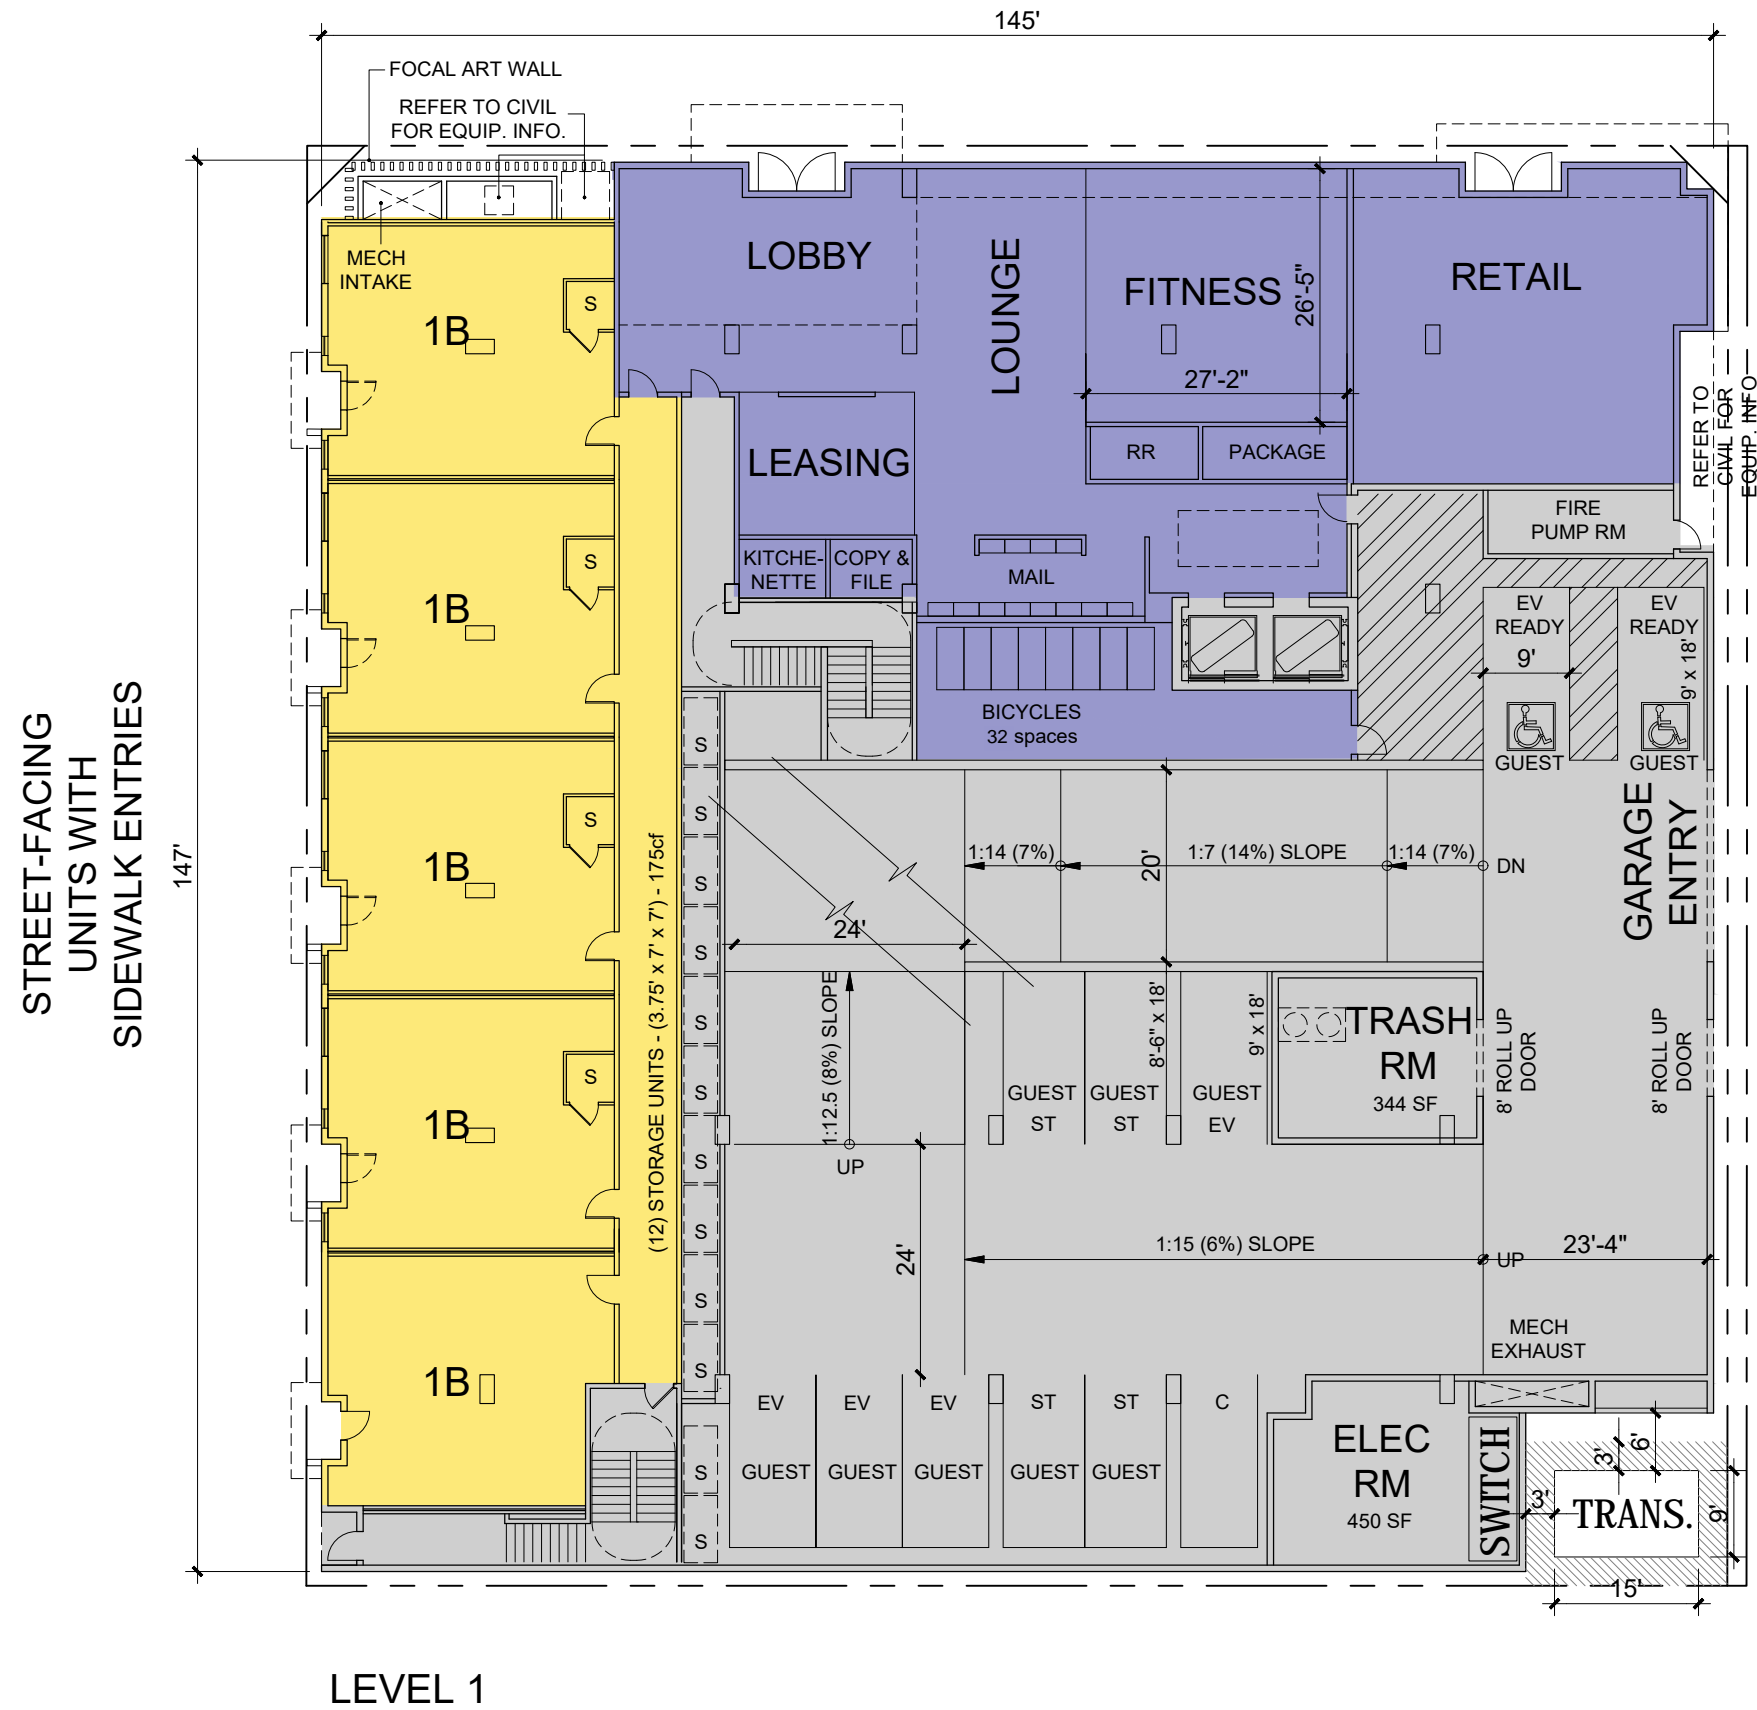 145'
FOCAL ART WALL
REFER TO CIVIL
FOR EQUIP. INFO.
MECH
INTAKE
LOBBY
LOUNGE
FITNESS
26'-5"
27'-2"
RETAIL
REFER TO
CIVIL FOR
EQUIP. INFO
1B
S
LEASING
RR
PACKAGE
FIRE
PUMP RM
KITCHE-
NETTE
COPY &
FILE
MAIL
1B
S
EV
READY
9'
EV
READY
9' x 18'
BICYCLES
32 spaces
GUEST
GUEST
STREET-FACING
UNITS WITH
SIDEWALK ENTRIES
147'
1B
S
(12) STORAGE UNITS - (3.75' x 7' x 7') - 175cf
S
S
S
S
S
S
S
S
S
S
S
S
1:14 (7%)
1:7 (14%) SLOPE
1:14 (7%)
DN
20'
24'
GARAGE
ENTRY
1:12.5 (8%) SLOPE
UP
8'-6" x 18'
9' x 18'
TRASH
RM
344 SF
8' ROLL UP
DOOR
8' ROLL UP
DOOR
GUEST
ST
GUEST
ST
GUEST
EV
1B
S
24'
1:15 (6%) SLOPE
UP
23'-4"
MECH
EXHAUST
1B
EV
GUEST
EV
GUEST
EV
GUEST
ST
GUEST
ST
GUEST
C
ELEC
RM
450 SF
SWITCH
3'
6'
3'
TRANS.
9'
15'
LEVEL 1